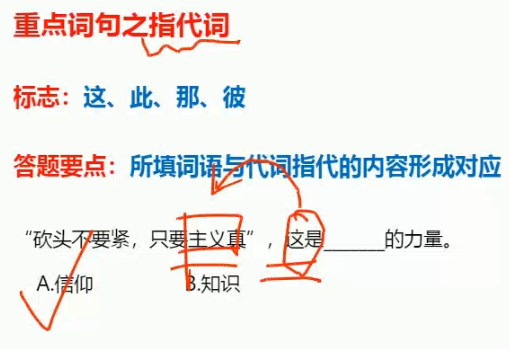 重点词句之指代词
标志：这、此、那、彼
答题要点：所填词语与代词指代的内容形成对应
“砍头不要紧，只要主义真”，这是______的力量。
A.信仰 B.知识